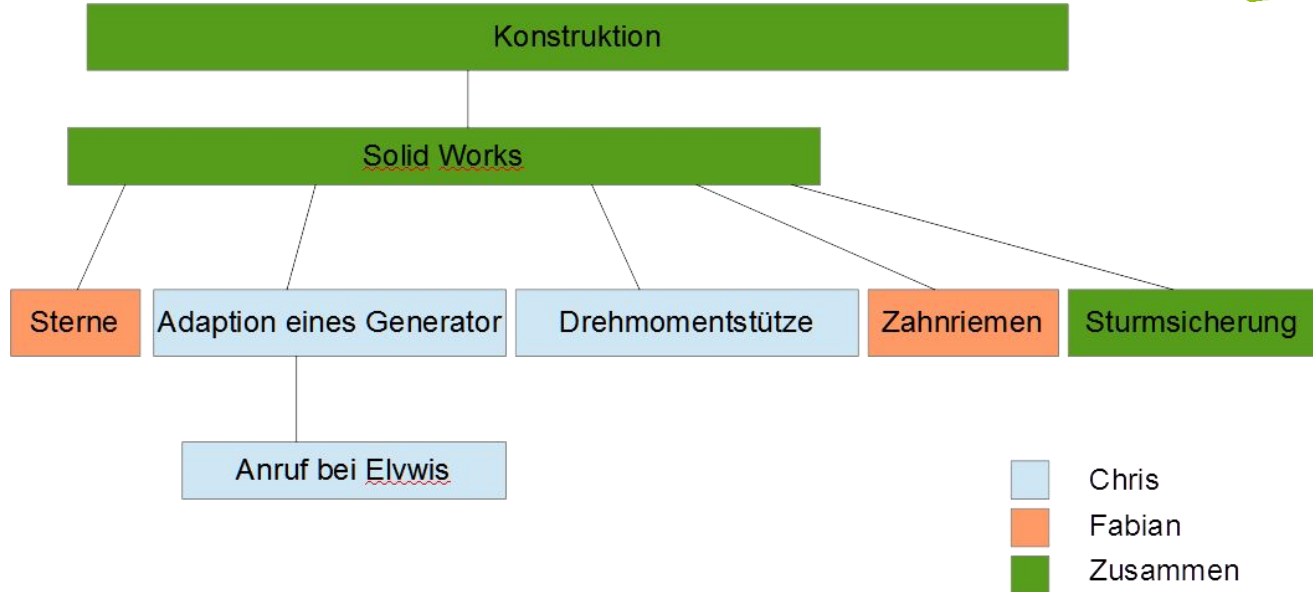 Konstruktion
Solid Works
Sterne
Adaption eines Generator
Drehmomentstütze
Zahnriemen
Sturmsicherung
Anruf bei Elvwis
Chris
Fabian
Zusammen